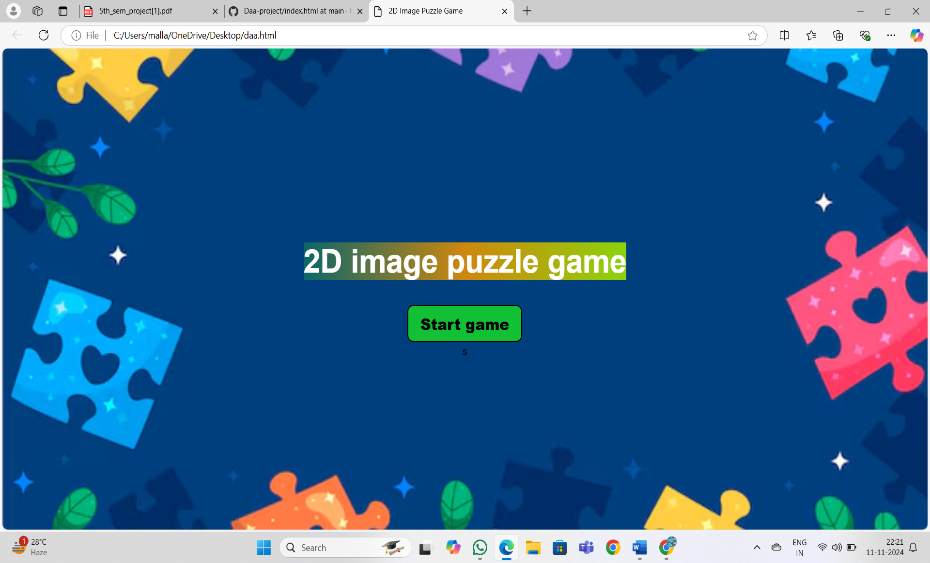 5th_sem_project[1].pdf
Daa-project/index.html at main ·
2D Image Puzzle Game
File
C:/Users/malla/OneDrive/Desktop/daa.html
2D image puzzle game
Start game
s
1
28°C
Haze
Search
ENG
IN
22:21
11-11-2024